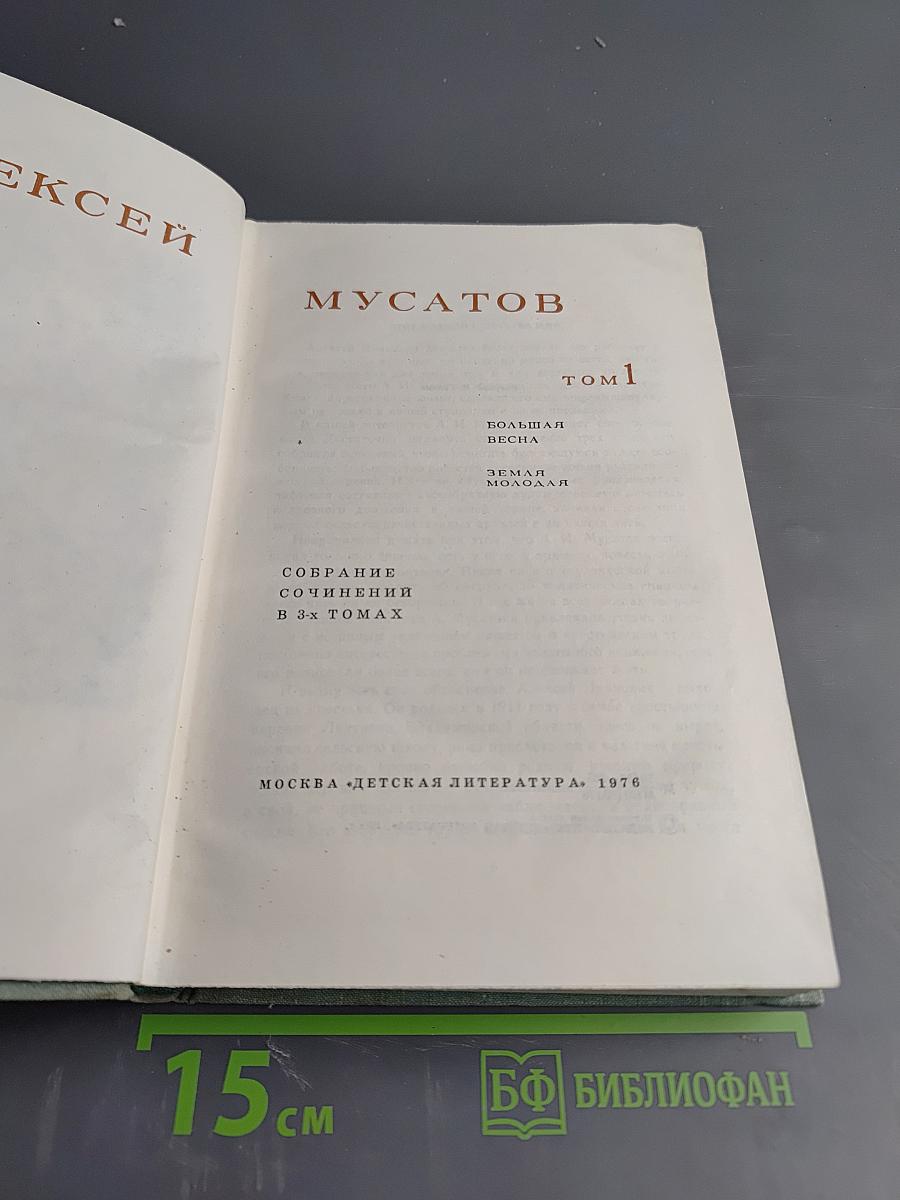 ЕКСЕЙ
МУСАТОВ
ТОМ 1
БОЛЬШАЯ
ВЕСНА
ЗЕМЛЯ
МОЛОДАЯ
СОБРАНИЕ
СОЧИНЕНИЙ
В 3-х ТОМАХ
МОСКВА «ДЕТСКАЯ ЛИТЕРАТУРА» 1976
15 см
БФ БИБЛИОФАН